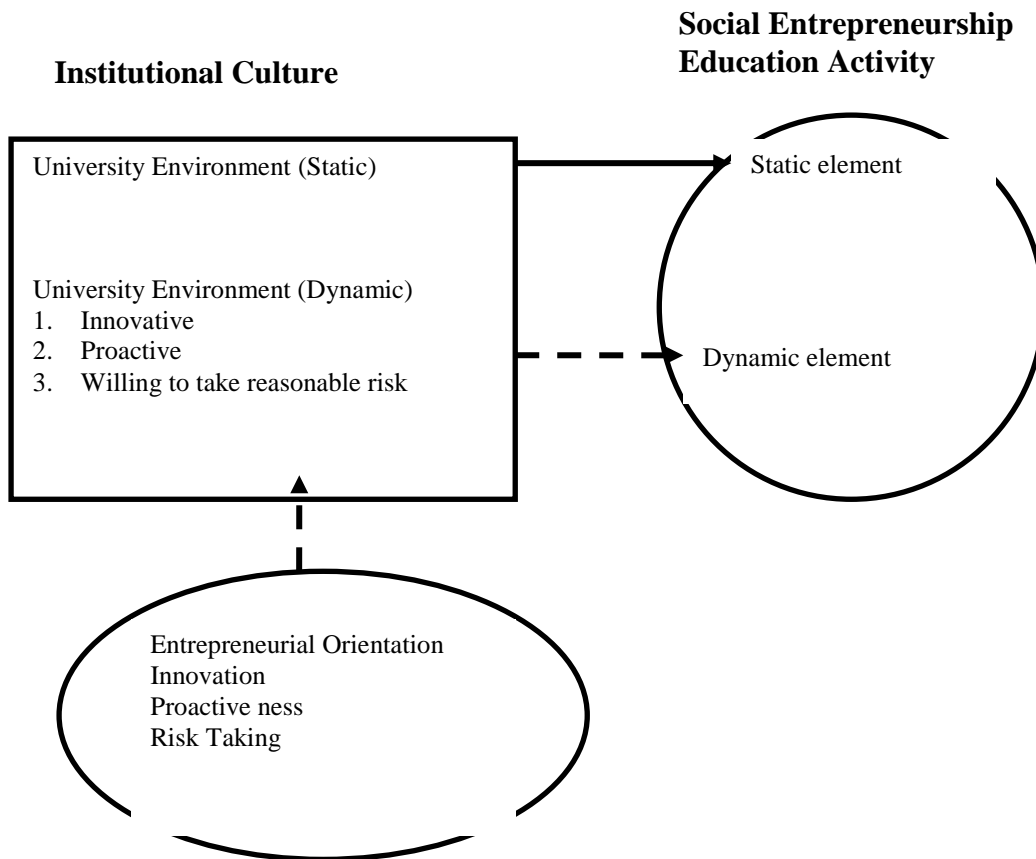 Social Entrepreneurship
Education Activity
Institutional Culture
University Environment (Static)
Static element
University Environment (Dynamic)
1. Innovative
2. Proactive
3. Willing to take reasonable risk
Dynamic element
Entrepreneurial Orientation
Innovation
Proactive ness
Risk Taking